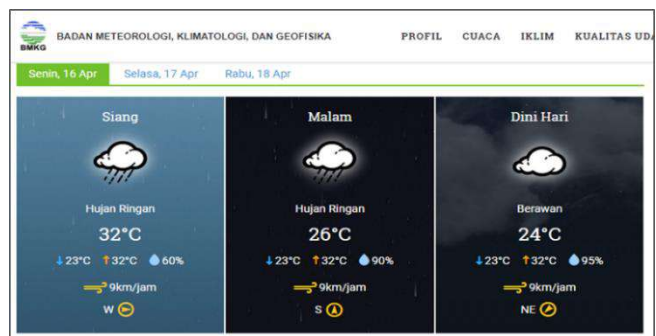 BMKG
BADAN METEOROLOGI, KLIMATOLOGI, DAN GEOFISIKA
PROFIL CUACA IKLIM KUALITAS UDA
Senin, 16 Apr Selasa, 17 Apr Rabu, 18 Apr
Siang
Hujan Ringan
32°C
↓23°C ↑32°C 60%
9km/jam
W
Malam
Hujan Ringan
26°C
↓23°C ↑32°C 90%
9km/jam
S
Dini Hari
Berawan
24°C
↓23°C ↑32°C 95%
9km/jam
NE